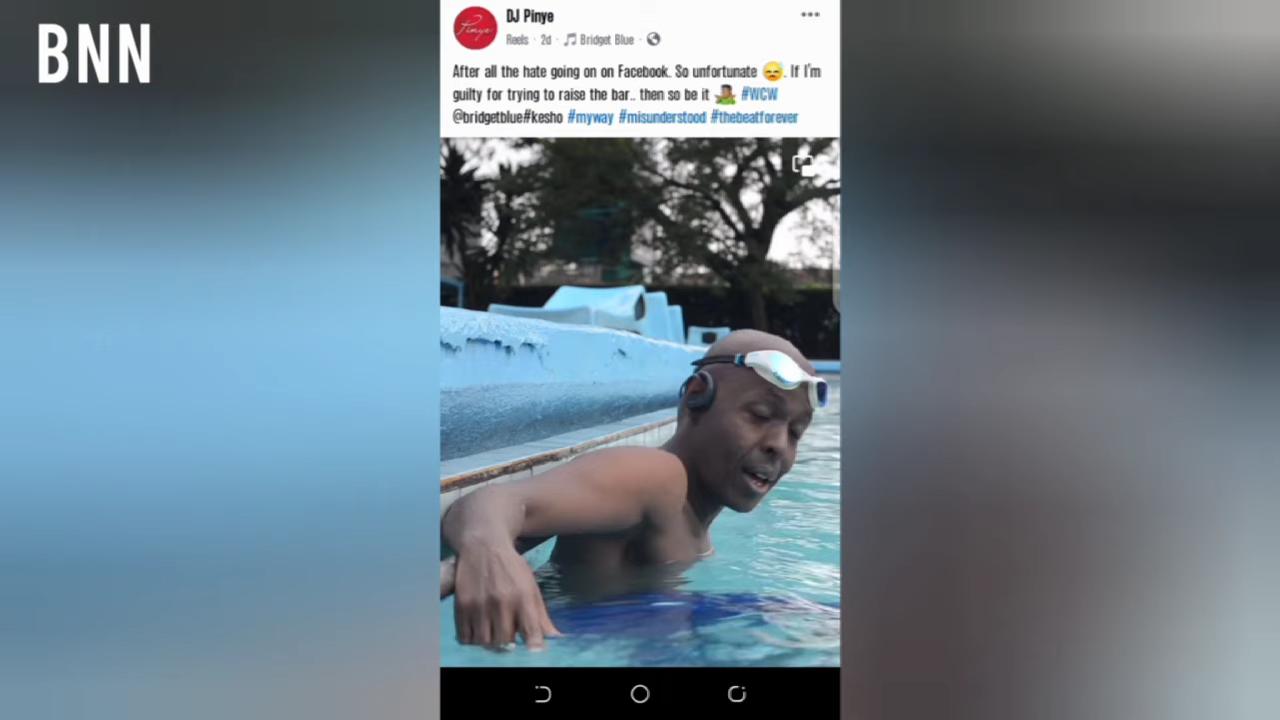 BNN
Pinye
DJ Pinye
Reels · 2d · Bridget Blue ·
After all the hate going on on Facebook. So unfortunate 😅. If I'm
guilty for trying to raise the bar.. then so be it 🤷🏽‍♂️ #WCW
@bridgetblue#kesho #myway #misunderstood #thebeatforever